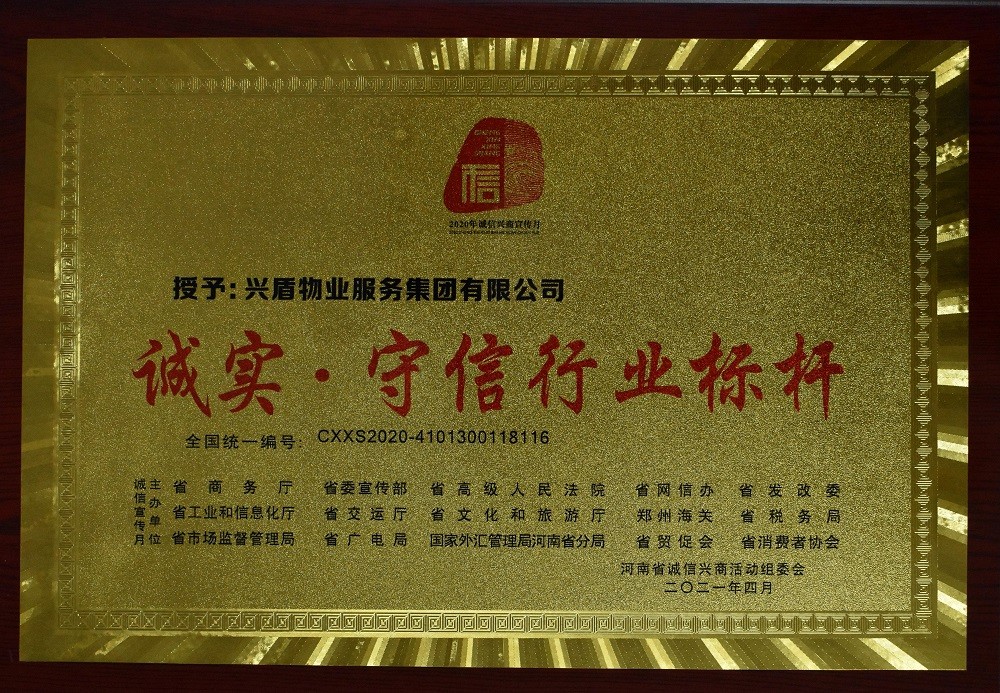 CHENG
XIN
XING
SHANG
信
2020年诚信兴商宣传月
授予:兴盾物业服务集团有限公司
诚实·守信行业标杆
全国统一编号: CXXS2020-4101300118116
诚信宣传月
主办单位
省商务厅 省委宣传部 省高级人民法院 省网信办 省发改委
省工业和信息化厅 省交运厅 省文化和旅游厅 郑州海关 省税务局
省市场监督管理局 省广电局 国家外汇管理局河南省分局 省贸促会 省消费者协会
河南省诚信兴商活动组委会
二〇二一年四月